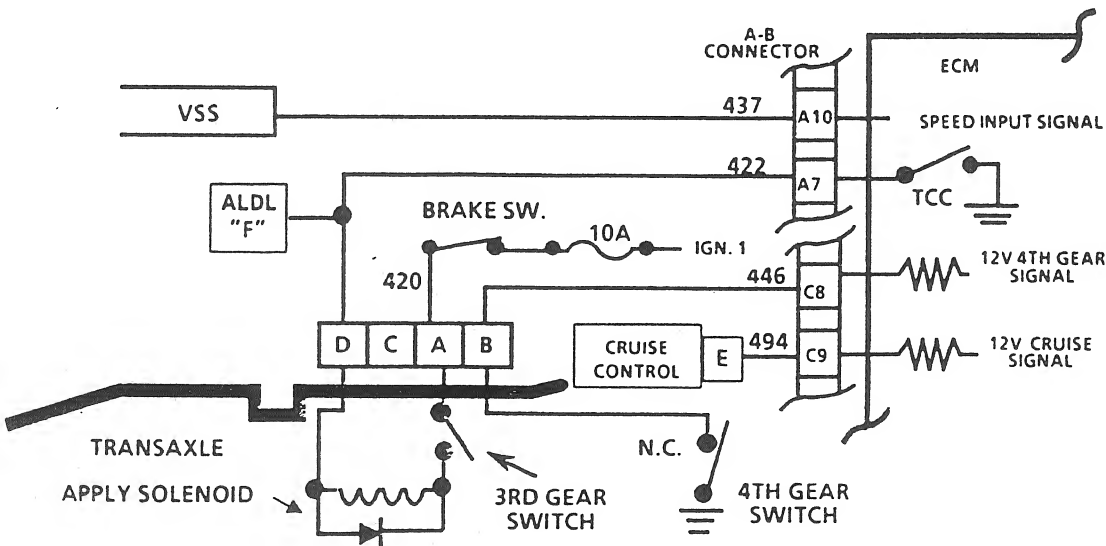 A-B
CONNECTOR
ECM
VSS
437
A10
SPEED INPUT SIGNAL
422
A7
TCC
ALDL
"F"
BRAKE SW.
10A
IGN. 1
420
446
C8
12V 4TH GEAR
SIGNAL
D C A B
CRUISE
CONTROL
E
494
C9
12V CRUISE
SIGNAL
TRANSAXLE
N.C.
APPLY SOLENOID
3RD GEAR
SWITCH
4TH GEAR
SWITCH